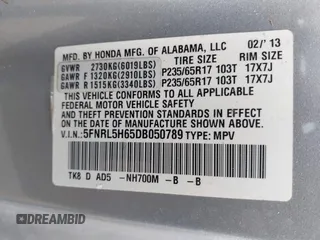 MFD. BY HONDA MFG. OF ALABAMA, LLC 02/'13
GVWR 2730KG(6019LBS) TIRE SIZE RIM SIZE
GAWR F 1320KG(2910LBS) P235/65R17 103T 17X7J
GAWR R 1515KG(3340LBS) P235/65R17 103T 17X7J
THIS VEHICLE CONFORMS TO ALL APPLICABLE
FEDERAL MOTOR VEHICLE SAFETY, BUMPER,
AND THEFT PREVENTION STANDARDS IN EFFECT
ON THE DATE OF MANUFACTURE SHOWN ABOVE.
V.I.N.: 5FNRL5H65DB050789 TYPE: MPV
TK8 D AD5 -NH700M -B -B
DREAMBID